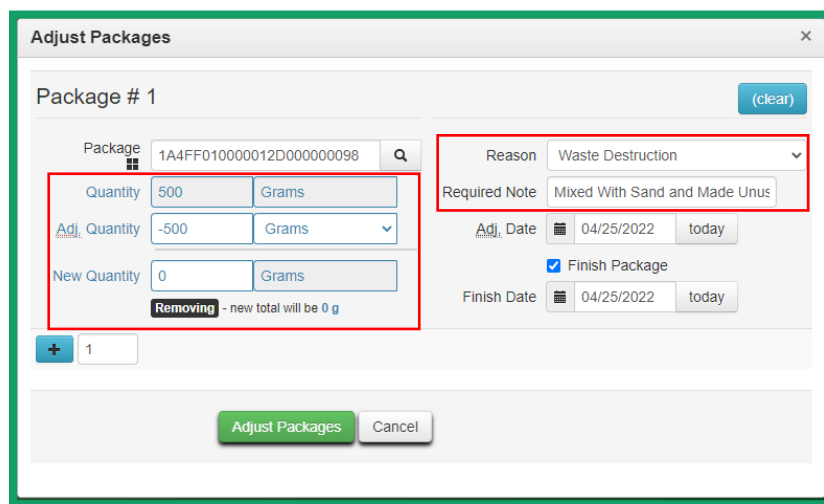 Adjust Packages ×
Package # 1
(clear)
Package 1A4FF010000012D000000098
Quantity 500 Grams
Adj. Quantity -500 Grams
New Quantity 0 Grams
Removing - new total will be 0 g
Reason Waste Destruction
Required Note Mixed With Sand and Made Unus
Adj. Date 04/25/2022 today
Finish Package
Finish Date 04/25/2022 today
+ 1
Adjust Packages Cancel